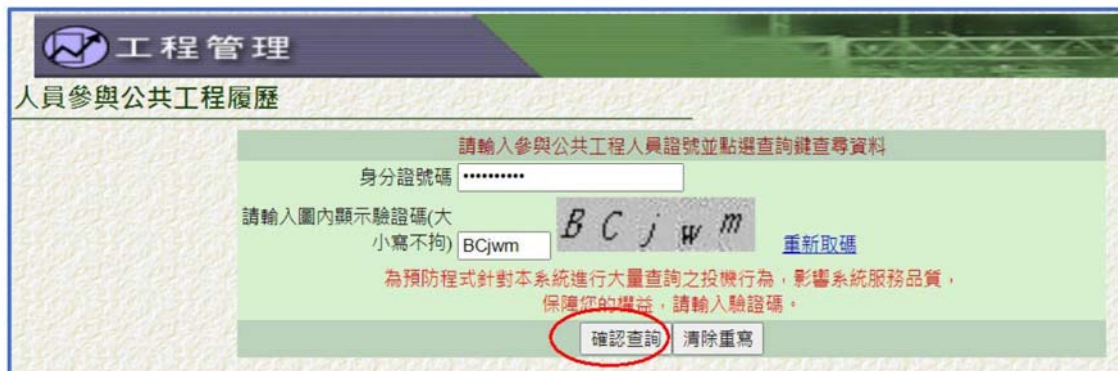 工程管理
人員參與公共工程履歷
請輸入參與公共工程人員證號並點選查詢鍵查尋資料
身分證號碼 ••••••••••
請輸入圖內顯示驗證碼(大
小寫不拘) BCjwm B C j w m 重新取碼
為預防程式針對本系統進行大量查詢之投機行為，影響系統服務品質，
保障您的權益，請輸入驗證碼。
確認查詢 清除重寫